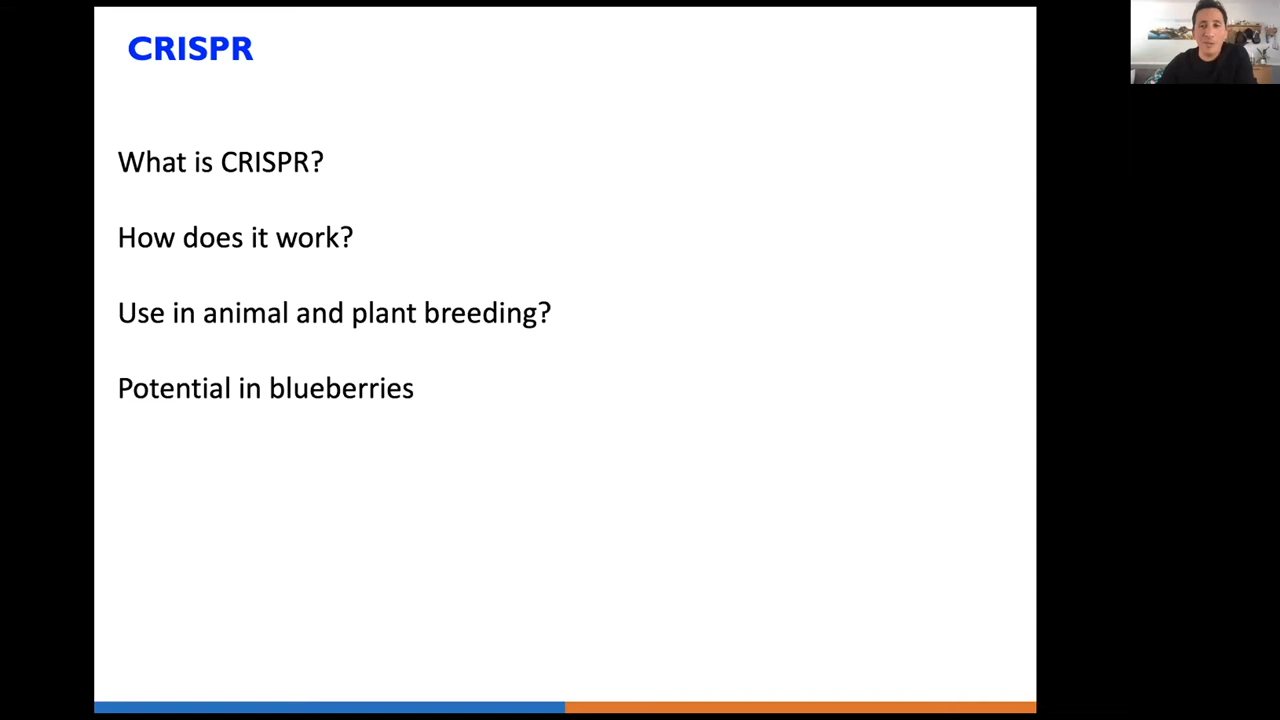 CRISPR
What is CRISPR?
How does it work?
Use in animal and plant breeding?
Potential in blueberries